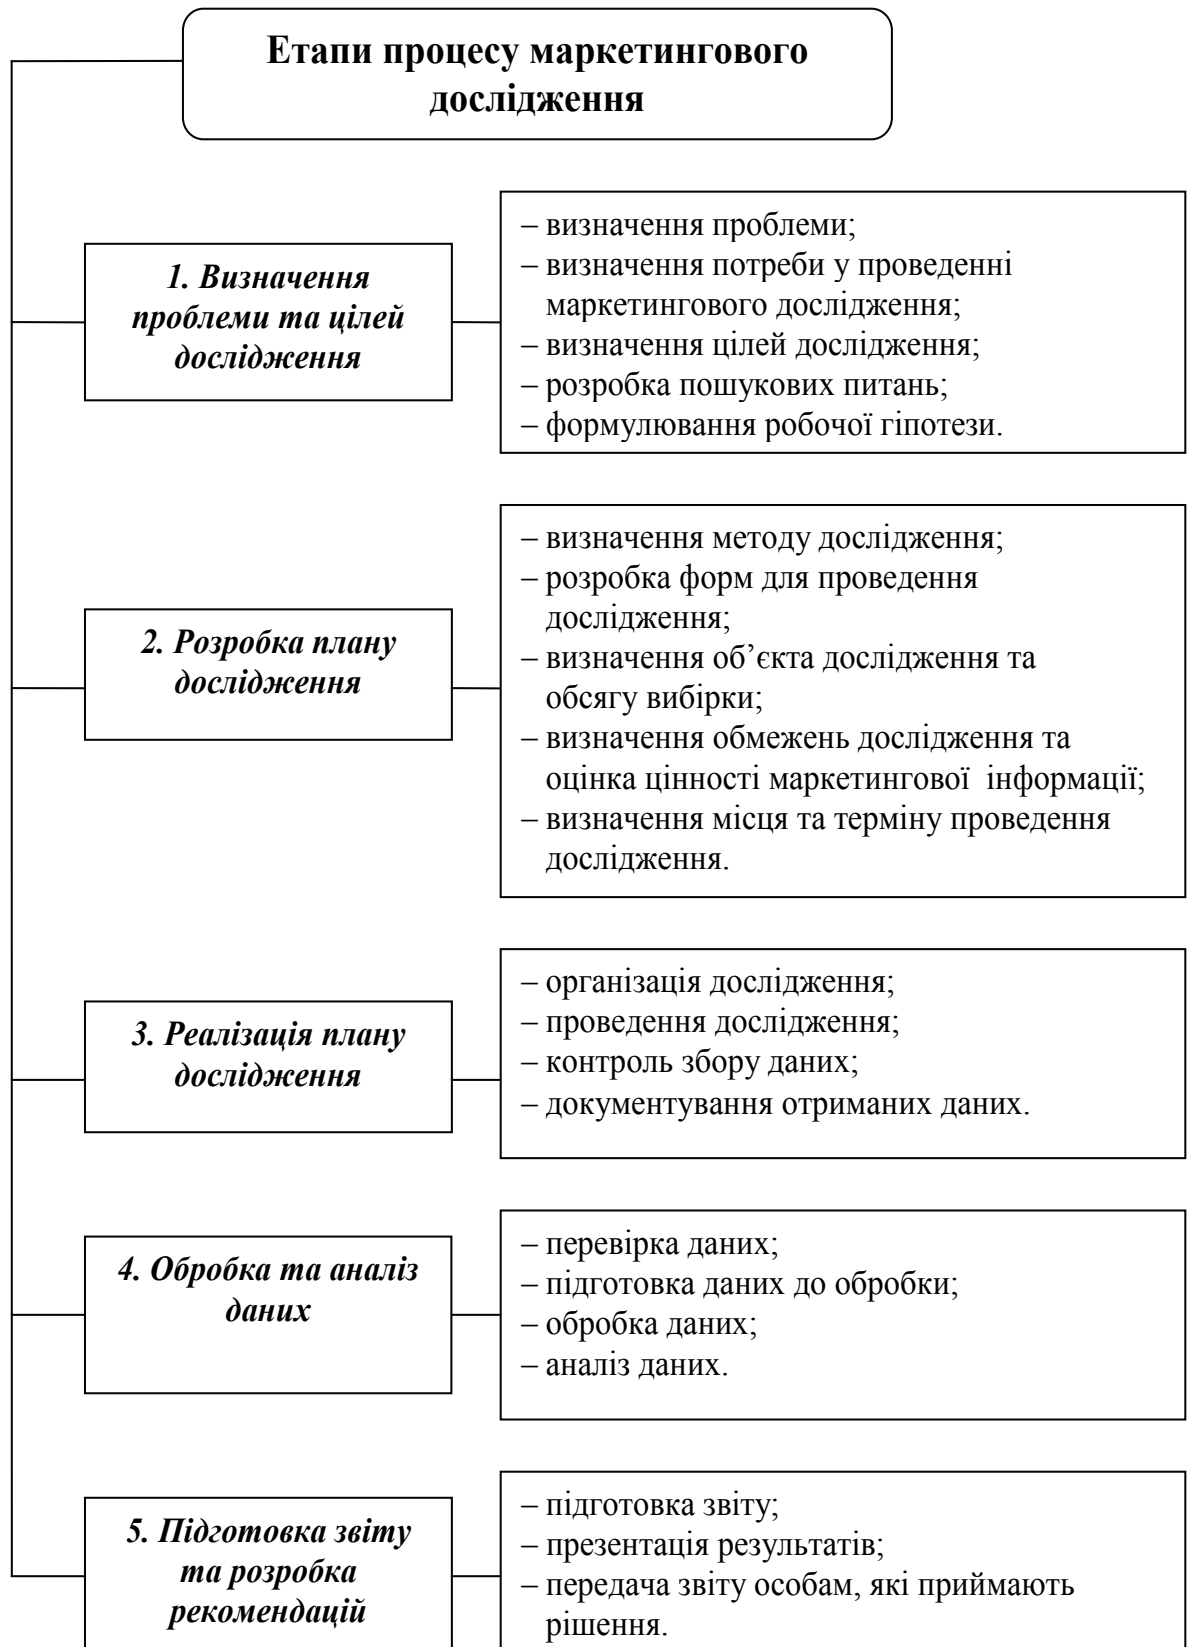 Етапи процесу маркетингового
дослідження
1. Визначення
проблеми та цілей
дослідження
– визначення проблеми;
– визначення потреби у проведенні
маркетингового дослідження;
– визначення цілей дослідження;
– розробка пошукових питань;
– формулювання робочої гіпотези.
2. Розробка плану
дослідження
– визначення методу дослідження;
– розробка форм для проведення
дослідження;
– визначення об’єкта дослідження та
обсягу вибірки;
– визначення обмежень дослідження та
оцінка цінності маркетингової інформації;
– визначення місця та терміну проведення
дослідження.
3. Реалізація плану
дослідження
– організація дослідження;
– проведення дослідження;
– контроль збору даних;
– документування отриманих даних.
4. Обробка та аналіз
даних
– перевірка даних;
– підготовка даних до обробки;
– обробка даних;
– аналіз даних.
5. Підготовка звіту
та розробка
рекомендацій
– підготовка звіту;
– презентація результатів;
– передача звіту особам, які приймають
рішення.